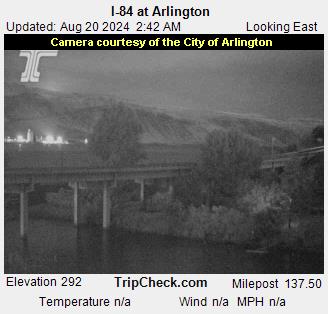 I-84 at Arlington
Updated: Aug 20 2024 2:42 AM Looking East
Camera courtesy of the City of Arlington
Elevation 292 TripCheck.com Milepost 137.50
Temperature n/a Wind n/a MPH n/a